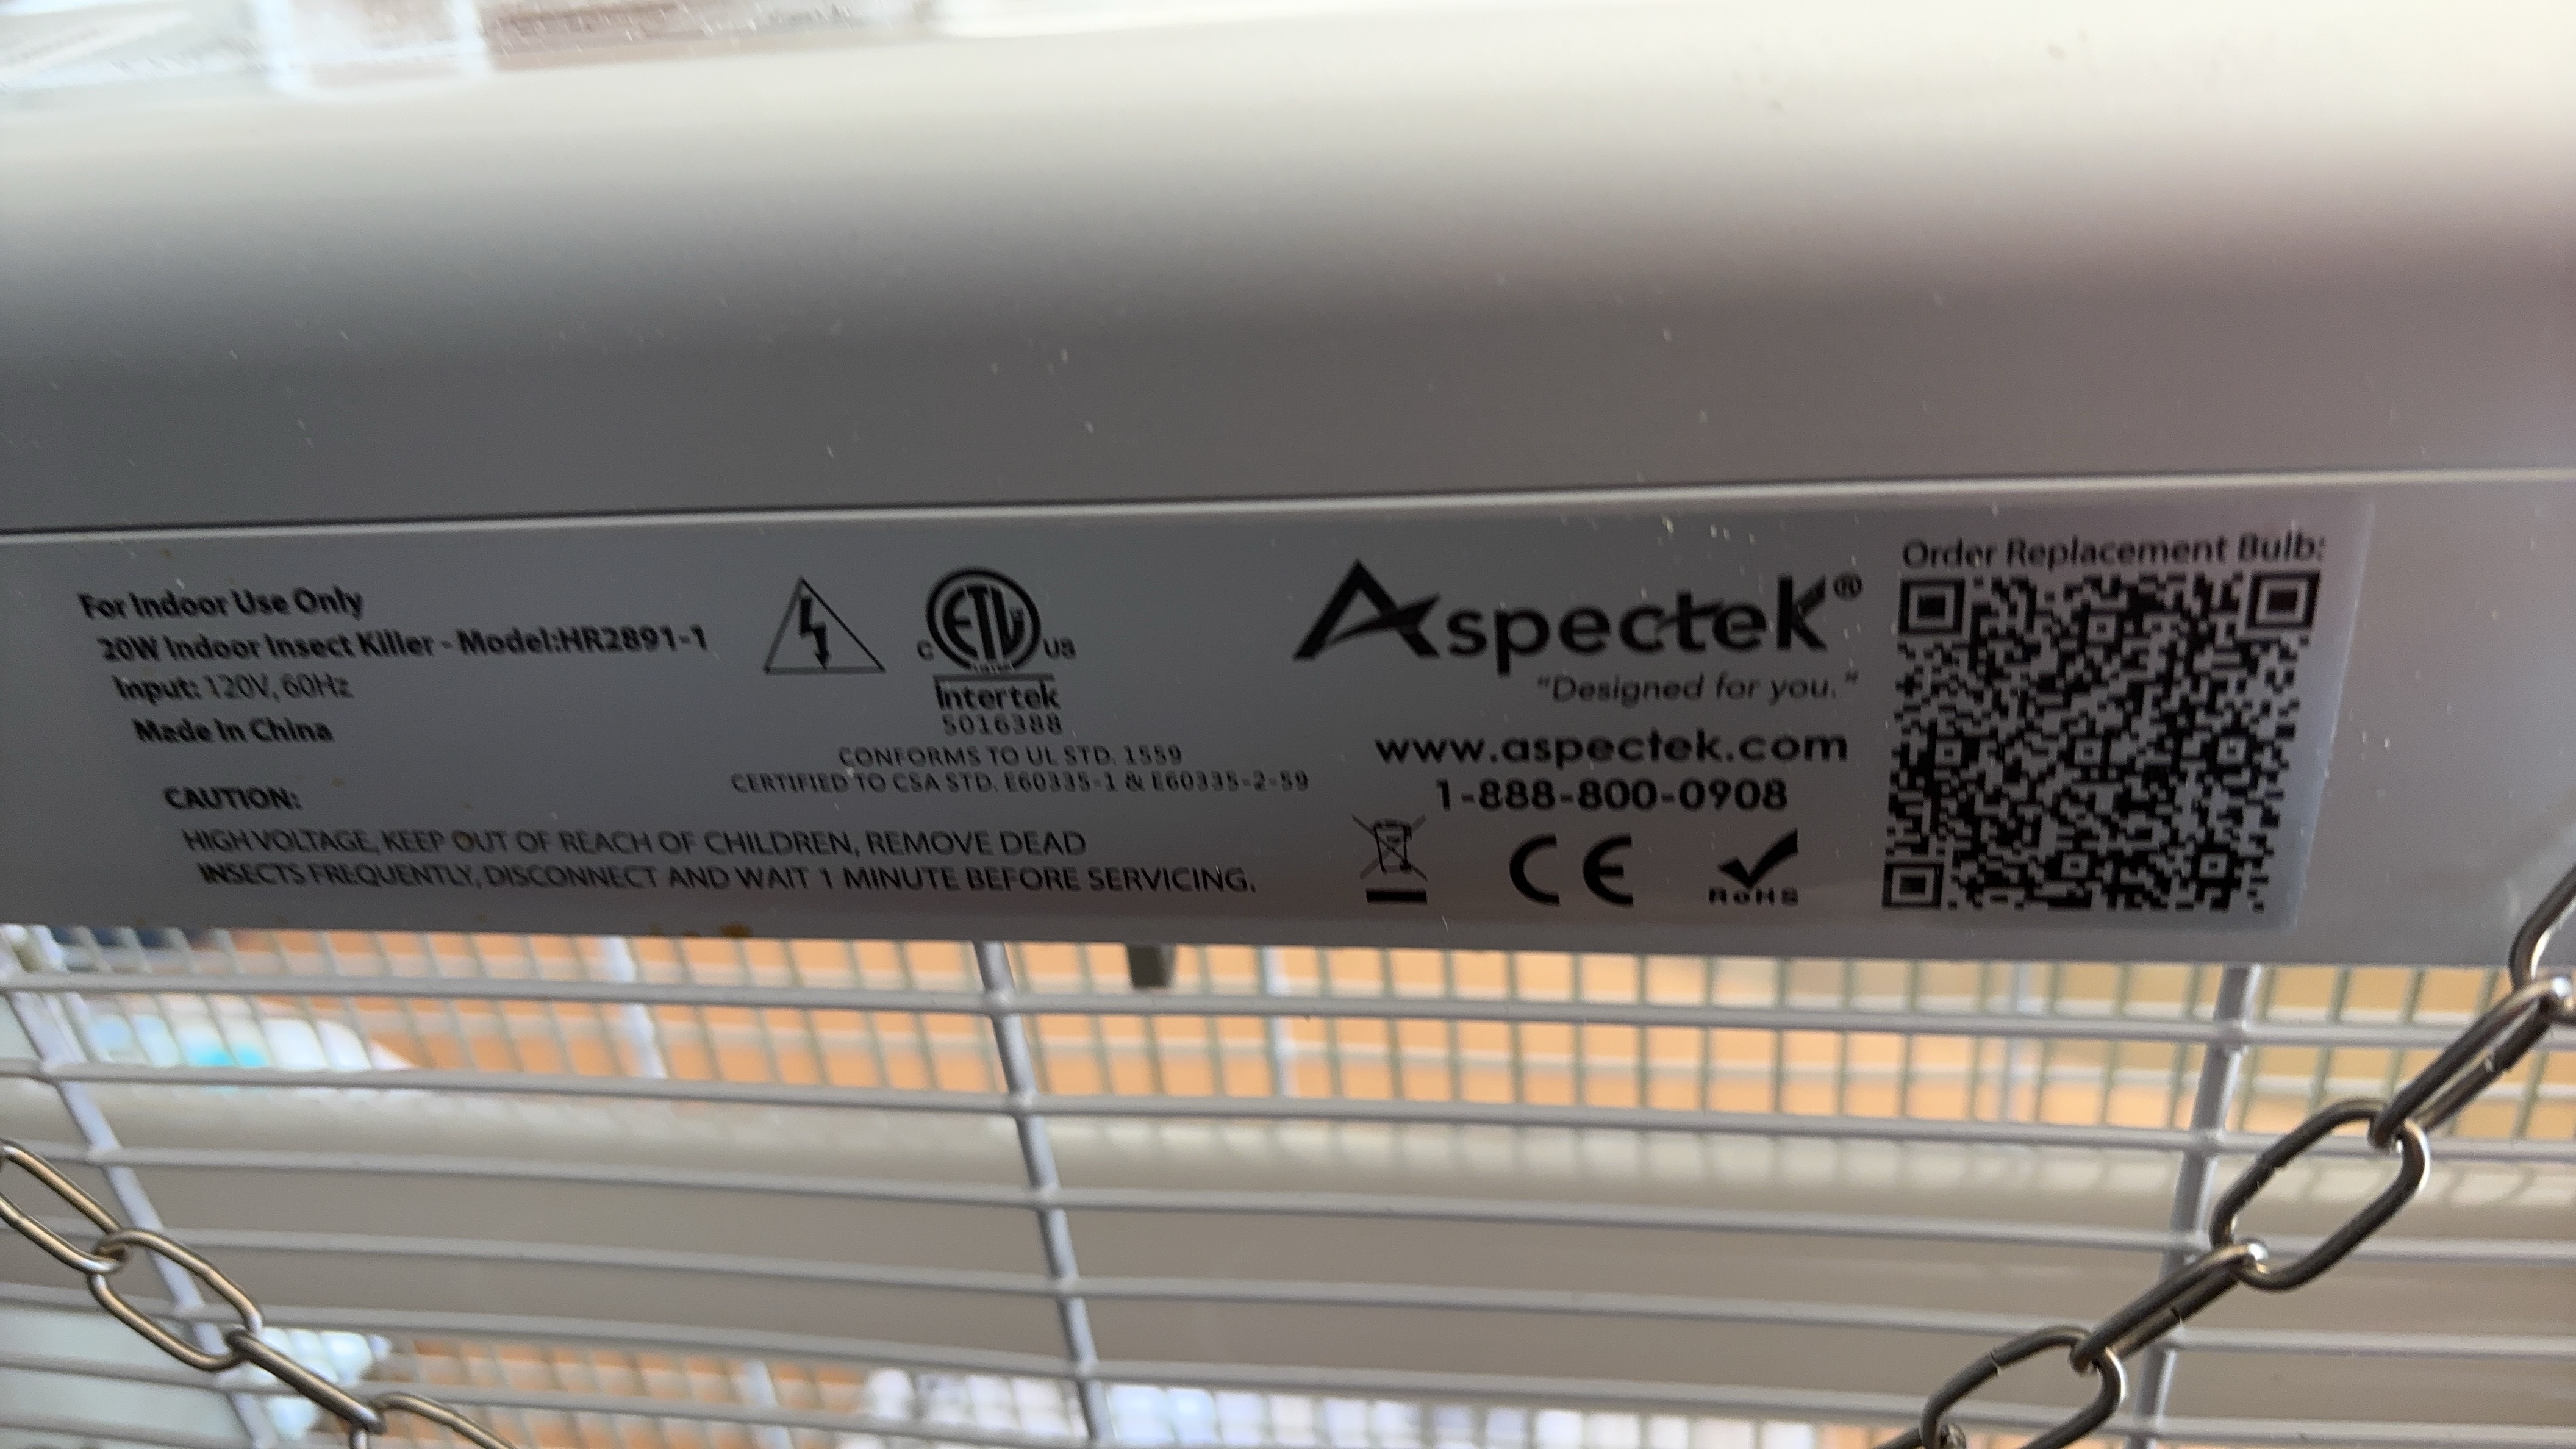 For Indoor Use Only
20W Indoor Insect Killer - Model:HR2891-1
Input: 120V, 60Hz
Made In China
CAUTION:
HIGH VOLTAGE, KEEP OUT OF REACH OF CHILDREN, REMOVE DEAD
INSECTS FREQUENTLY, DISCONNECT AND WAIT 1 MINUTE BEFORE SERVICING.
C ETL US
Intertek
5016388
CONFORMS TO UL STD. 1559
CERTIFIED TO CSA STD. E60335-1 & E60335-2-59
Aspectek®
"Designed for you."
www.aspectek.com
1-888-800-0908
CE
RoHS
Order Replacement Bulb: